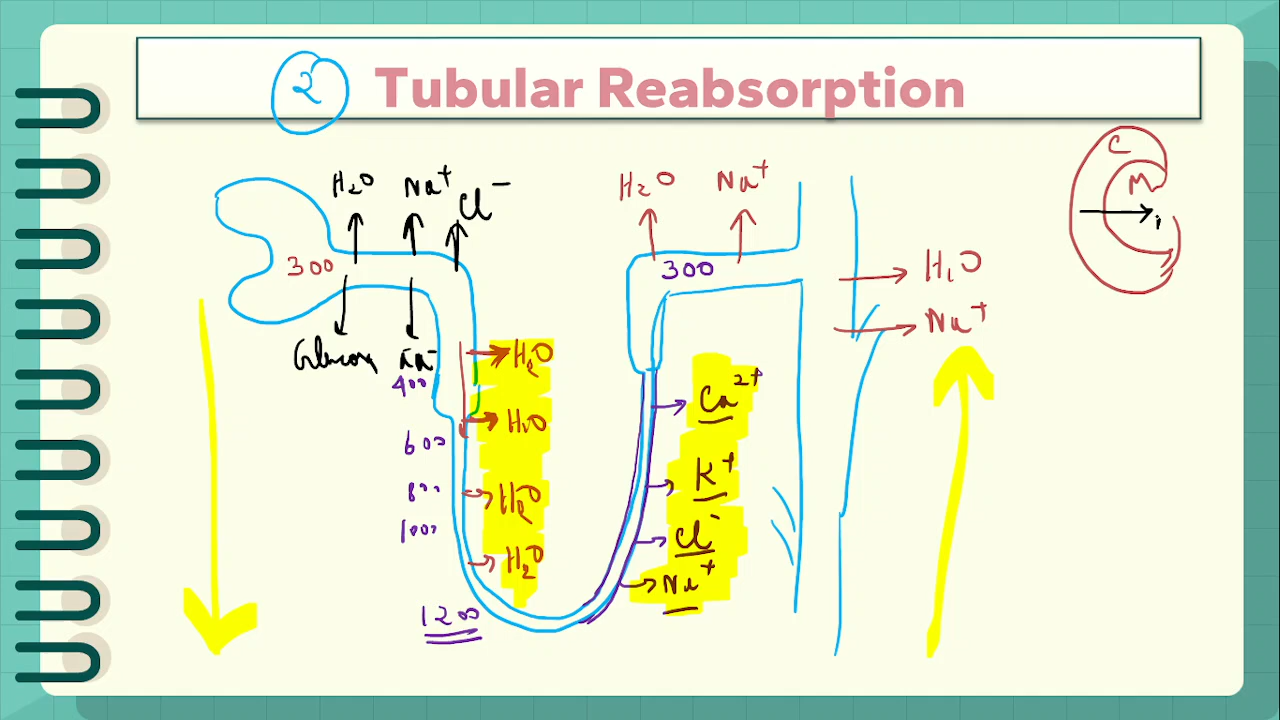 2 Tubular Reabsorption
H₂O Na⁺ Cl⁻
300
Glucose
400
600
800
1000
1200
H₂O
H₂O
H₂O
H₂O
H₂O Na⁺
300
Ca²⁺
K⁺
Cl⁻
Na⁺
H₂O
Na⁺
C
M